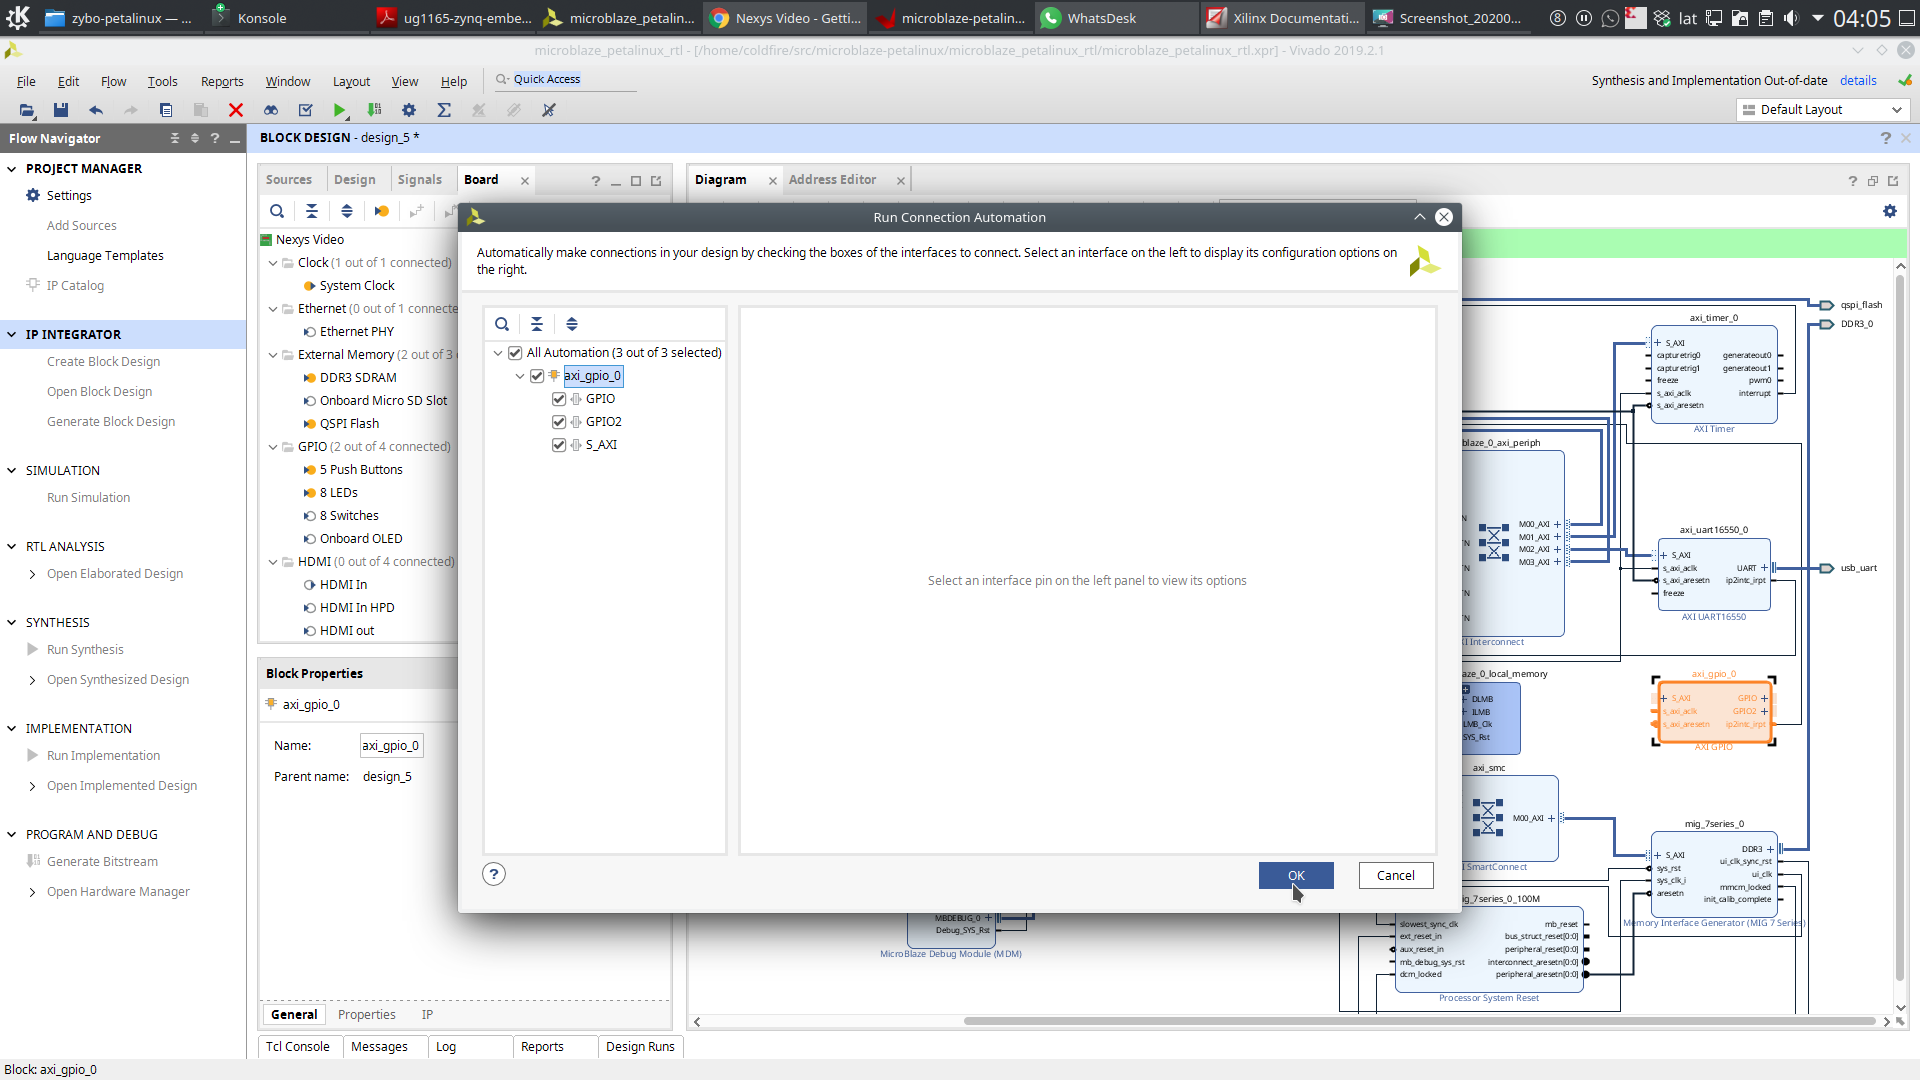 zybo-petalinux — ...
Konsole
ug1165-zynq-embe...
microblaze_petalin...
Nexys Video - Getti...
microblaze-petalin...
WhatsDesk
Xilinx Documentati...
Screenshot_20200...
8
lat
04:05
microblaze_petalinux_rtl - [/home/coldfire/src/microblaze-petalinux/microblaze_petalinux_rtl/microblaze_petalinux_rtl.xpr] - Vivado 2019.2.1
File
Edit
Flow
Tools
Reports
Window
Layout
View
Help
Quick Access
Synthesis and Implementation Out-of-date
details
Default Layout
Flow Navigator
PROJECT MANAGER
Settings
Add Sources
Language Templates
IP Catalog
IP INTEGRATOR
Create Block Design
Open Block Design
Generate Block Design
SIMULATION
Run Simulation
RTL ANALYSIS
Open Elaborated Design
SYNTHESIS
Run Synthesis
Open Synthesized Design
IMPLEMENTATION
Run Implementation
Open Implemented Design
PROGRAM AND DEBUG
Generate Bitstream
Open Hardware Manager
BLOCK DESIGN - design_5 *
Sources
Design
Signals
Board
Nexys Video
Clock (1 out of 1 connected)
System Clock
Ethernet (0 out of 1 connecte
Ethernet PHY
External Memory (2 out of 3
DDR3 SDRAM
Onboard Micro SD Slot
QSPI Flash
GPIO (2 out of 4 connected)
5 Push Buttons
8 LEDs
8 Switches
Onboard OLED
HDMI (0 out of 4 connected)
HDMI In
HDMI In HPD
HDMI out
Block Properties
axi_gpio_0
Name:
axi_gpio_0
Parent name:
design_5
General
Properties
IP
Tcl Console
Messages
Log
Reports
Design Runs
Block: axi_gpio_0
Diagram
Address Editor
Run Connection Automation
Automatically make connections in your design by checking the boxes of the interfaces to connect. Select an interface on the left to display its configuration options on
the right.
All Automation (3 out of 3 selected)
axi_gpio_0
GPIO
GPIO2
S_AXI
Select an interface pin on the left panel to view its options
OK
Cancel
qspi_flash
DDR3_0
axi_timer_0
S_AXI
capturetrig0
capturetrig1
freeze
s_axi_aclk
s_axi_aresetn
generateout0
generateout1
pwm0
interrupt
AXI Timer
blaze_0_axi_periph
M00_AXI
M01_AXI
M02_AXI
M03_AXI
I Interconnect
axi_uart16550_0
S_AXI
s_axi_aclk
s_axi_aresetn
freeze
UART
ip2intc_irpt
AXI UART16550
usb_uart
aze_0_local_memory
DLMB
ILMB
LMB_Clk
SYS_Rst
axi_gpio_0
S_AXI
s_axi_aclk
s_axi_aresetn
GPIO
GPIO2
ip2intc_irpt
AXI GPIO
axi_smc
M00_AXI
SmartConnect
mig_7series_0
S_AXI
sys_rst
sys_clk_i
aresetn
DDR3
ui_clk_sync_rst
ui_clk
mmcm_locked
init_calib_complete
Memory Interface Generator (MIG 7 Series)
ig_7series_0_100M
slowest_sync_clk
ext_reset_in
aux_reset_in
mb_debug_sys_rst
dcm_locked
mb_reset
bus_struct_reset[0:0]
peripheral_reset[0:0]
interconnect_aresetn[0:0]
peripheral_aresetn[0:0]
Processor System Reset
MBDEBUG_0
Debug_SYS_Rst
MicroBlaze Debug Module (MDM)